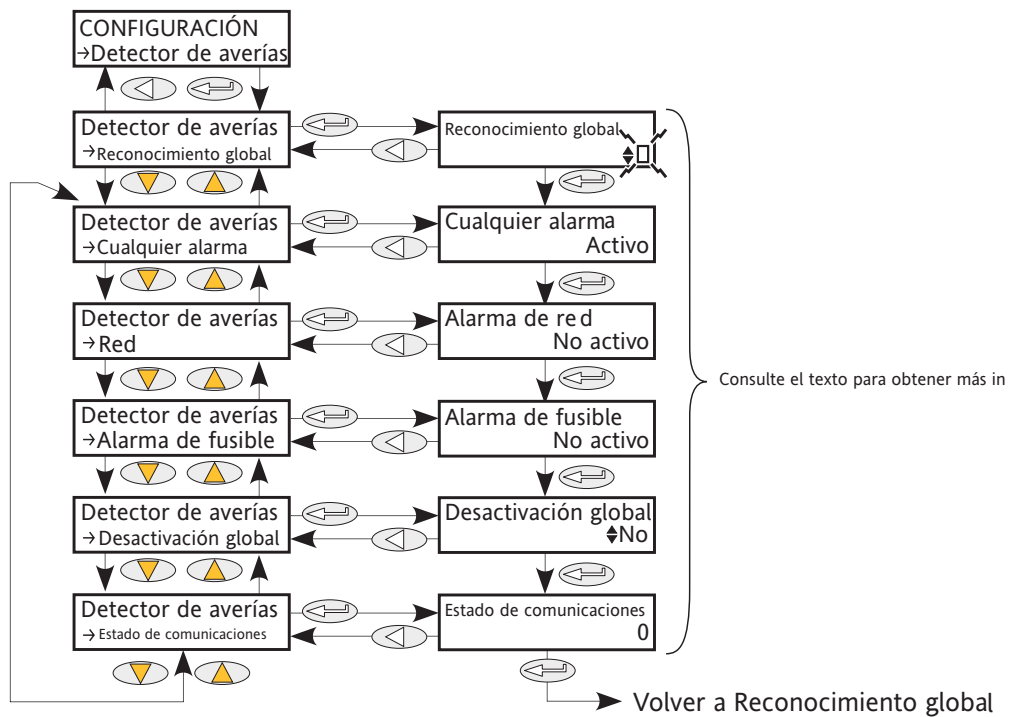 CONFIGURACIÓN
→Detector de averías
Detector de averías
→Reconocimiento global
Reconocimiento global
Detector de averías
→Cualquier alarma
Cualquier alarma
Activo
Detector de averías
→Red
Alarma de red
No activo
Detector de averías
→Alarma de fusible
Alarma de fusible
No activo
Detector de averías
→Desactivación global
Desactivación global
No
Detector de averías
→Estado de comunicaciones
Estado de comunicaciones
0
Consulte el texto para obtener más in
Volver a Reconocimiento global